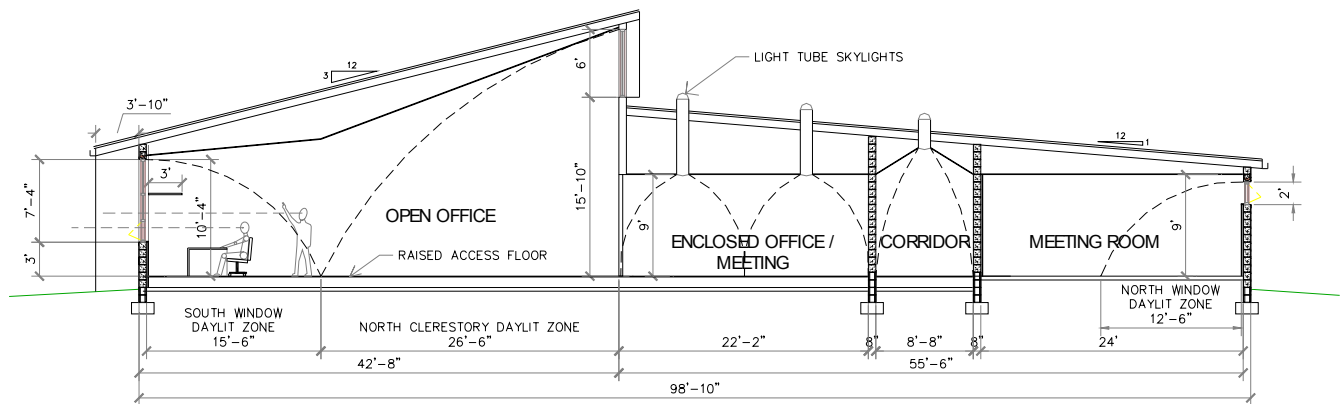 12
3
6'
LIGHT TUBE SKYLIGHTS
3'-10"
12
1
3'
7'-4"
10'-4"
15'-10"
9'
9'
2'
3'
OPEN OFFICE
ENCLOSED OFFICE /
MEETING
CORRIDOR
MEETING ROOM
RAISED ACCESS FLOOR
SOUTH WINDOW
DAYLIT ZONE
NORTH CLERESTORY DAYLIT ZONE
NORTH WINDOW
DAYLIT ZONE
12'-6"
15'-6"
26'-6"
22'-2"
8"
8'-8"
8"
24'
42'-8"
55'-6"
98'-10"